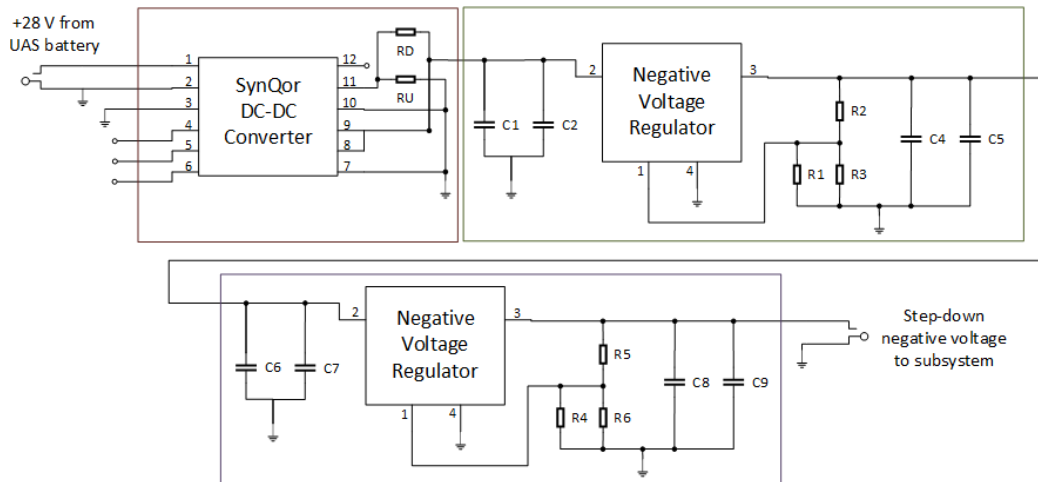 +28 V from
UAS battery
SynQor
DC-DC
Converter
1
2
3
4
5
6
12
11
10
9
8
7
RD
RU
C1
C2
2
Negative
Voltage
Regulator
3
1
4
R2
R1
R3
C4
C5
C6
C7
2
Negative
Voltage
Regulator
3
1
4
R5
R4
R6
C8
C9
Step-down
negative voltage
to subsystem